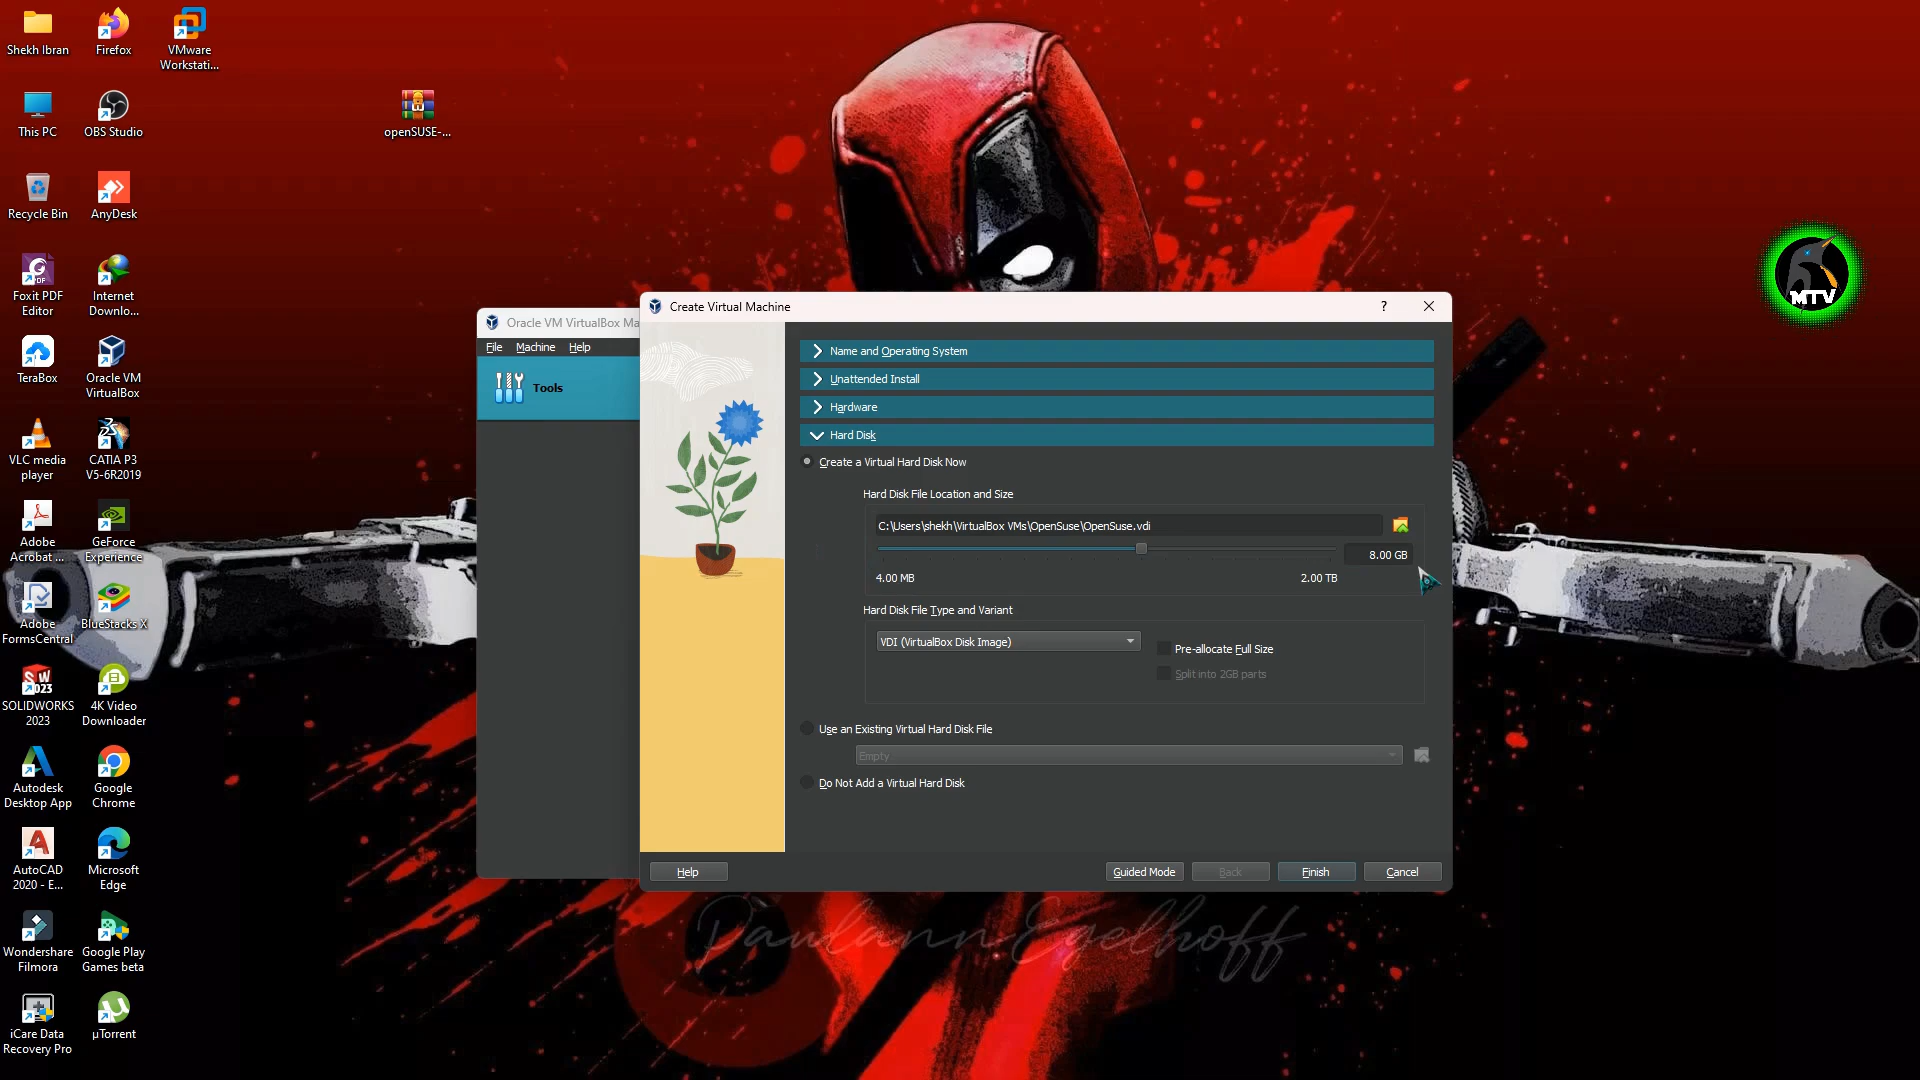 Shekh Ibran
Firefox
VMware
Workstati...
This PC
OBS Studio
openSUSE-...
Recycle Bin
AnyDesk
Foxit PDF
Editor
Internet
Downlo...
TeraBox
Oracle VM
VirtualBox
VLC media
player
CATIA P3
V5-6R2019
Adobe
Acrobat ...
GeForce
Experience
Adobe
FormsCentral
BlueStacks X
SOLIDWORKS
2023
4K Video
Downloader
Autodesk
Desktop App
Google
Chrome
AutoCAD
2020 - E...
Microsoft
Edge
Wondershare
Filmora
Google Play
Games beta
iCare Data
Recovery Pro
µTorrent
MTV
Oracle VM VirtualBox Ma
File Machine Help
Tools
Create Virtual Machine
?
Name and Operating System
Unattended Install
Hardware
Hard Disk
Create a Virtual Hard Disk Now
Hard Disk File Location and Size
C:\Users\shekh\VirtualBox VMs\OpenSuse\OpenSuse.vdi
8.00 GB
4.00 MB 2.00 TB
Hard Disk File Type and Variant
VDI (VirtualBox Disk Image)
Pre-allocate Full Size
Split into 2GB parts
Use an Existing Virtual Hard Disk File
Empty
Do Not Add a Virtual Hard Disk
Help Guided Mode Back Finish Cancel
Paulann Egelhoff